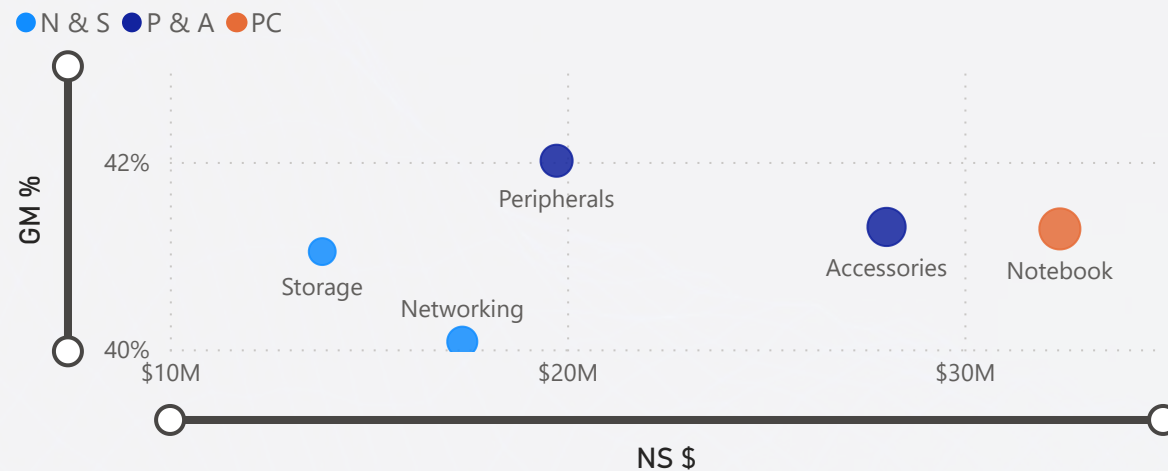 N & S P & A PC
GM %
42%
Peripherals
Accessories
Notebook
Storage
Networking
40%
$10M $20M $30M
NS $